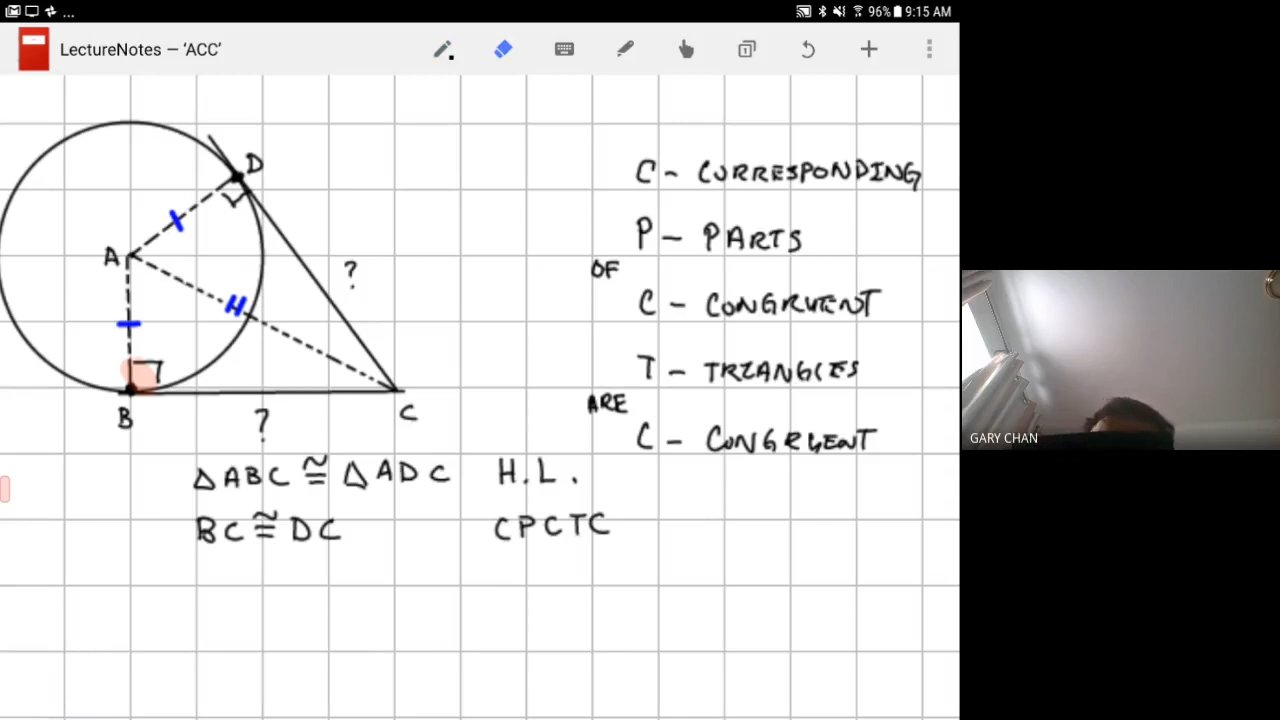 ... 96% 9:15 AM
LectureNotes – ‘ACC’
1
D
A
?
B
?
C
△ABC ≅ △ADC H.L.
BC ≅ DC CPCTC
C - CORRESPONDING
P - PARTS
OF
C - CONGRUENT
T - TRIANGLES
ARE
C - CONGRUENT
GARY CHAN